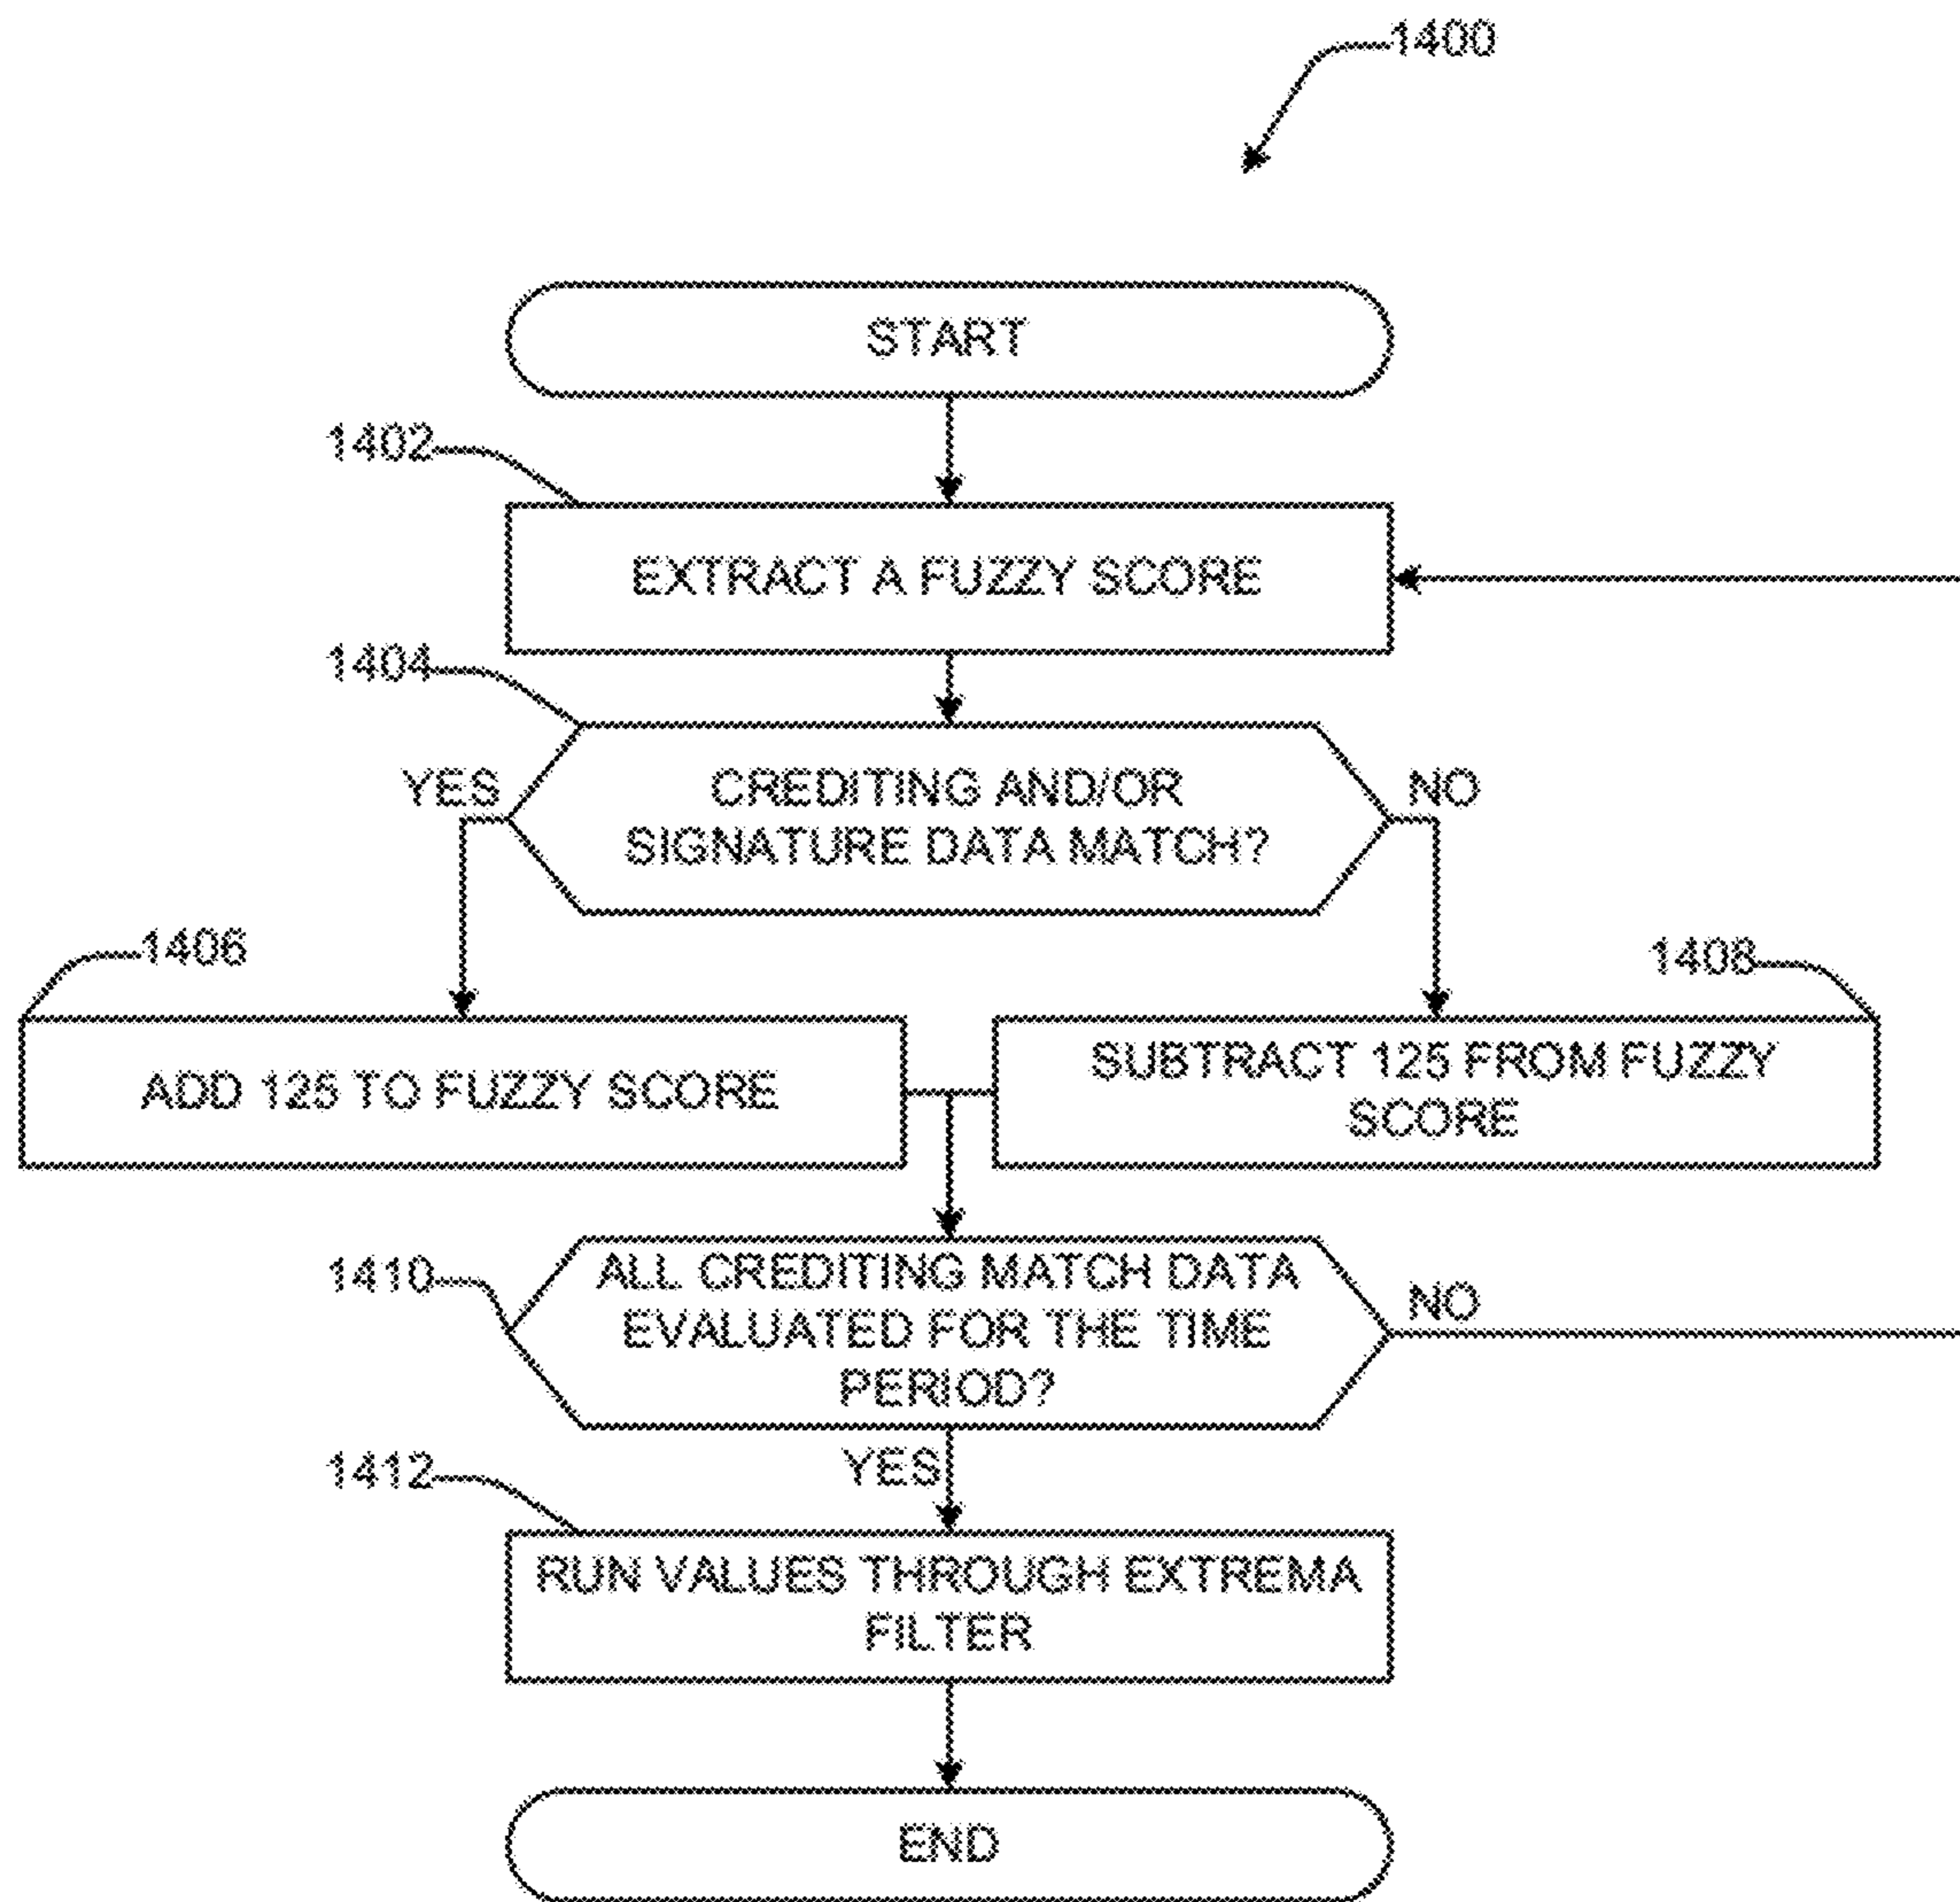 1400
START
1402
EXTRACT A FUZZY SCORE
1404
YES
CREDITING AND/OR
SIGNATURE DATA MATCH?
NO
1406
1408
ADD 125 TO FUZZY SCORE
SUBTRACT 125 FROM FUZZY
SCORE
1410
ALL CREDITING MATCH DATA
EVALUATED FOR THE TIME
PERIOD?
NO
YES
1412
RUN VALUES THROUGH EXTREMA
FILTER
END